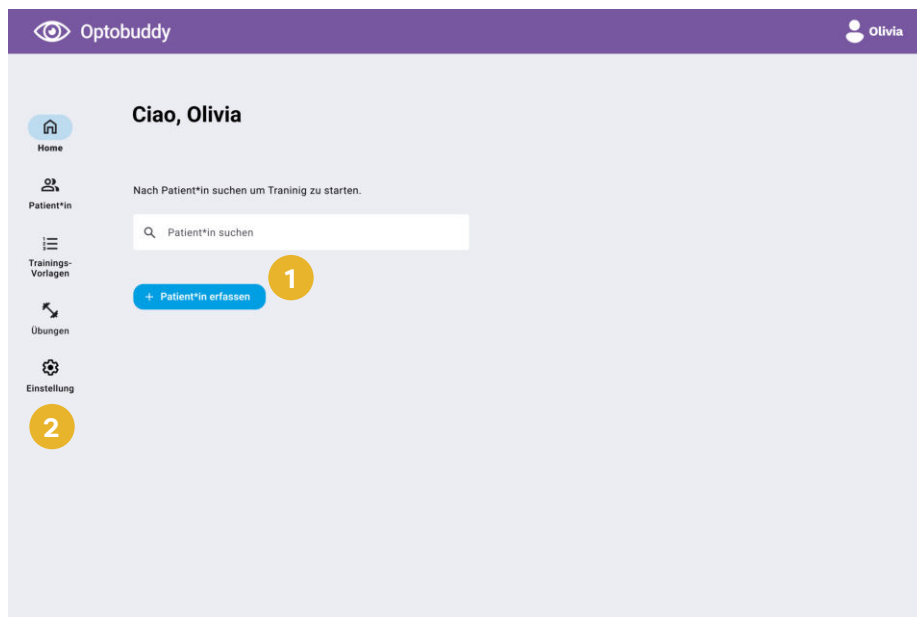 Optobuddy
Olivia
Ciao, Olivia
Home
Patient*in
Trainings-
Vorlagen
Übungen
Einstellung
2
Nach Patient*in suchen um Traninig zu starten.
Patient*in suchen
1
+ Patient*in erfassen